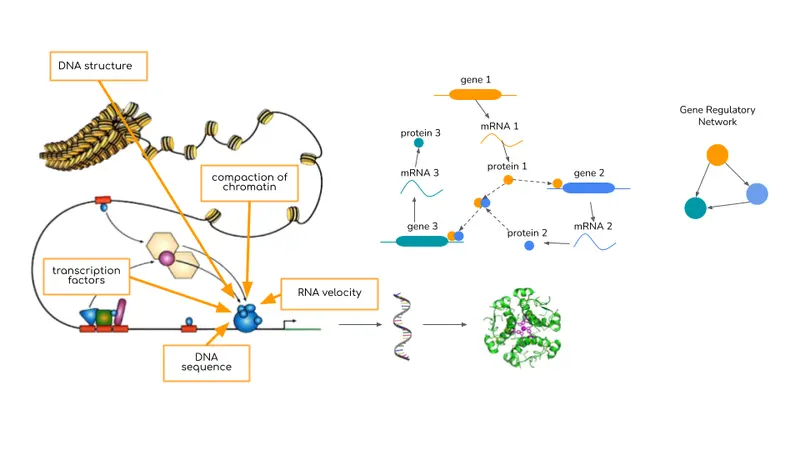 DNA structure
compaction of
chromatin
transcription
factors
RNA velocity
DNA
sequence
gene 1
mRNA 1
protein 1
gene 2
mRNA 2
protein 2
gene 3
mRNA 3
protein 3
Gene Regulatory
Network